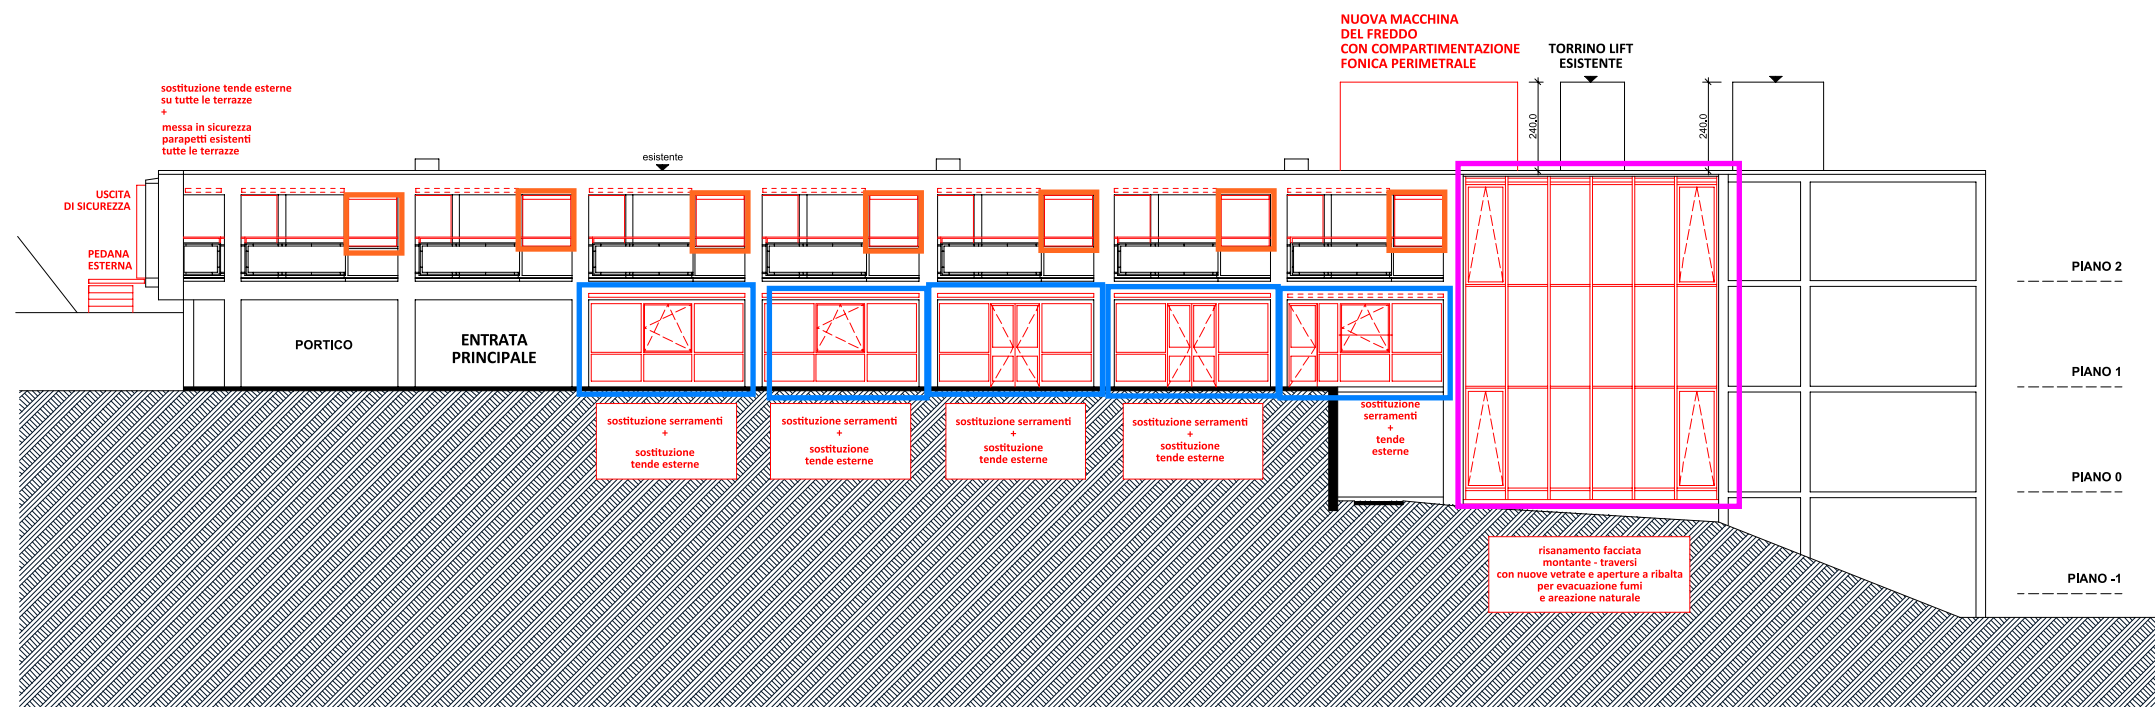 NUOVA MACCHINA
DEL FREDDO
CON COMPARTIMENTAZIONE
FONICA PERIMETRALE
TORRINO LIFT
ESISTENTE
sostituzione tende esterne
su tutte le terrazze
+
messa in sicurezza
parapetti esistenti
tutte le terrazze
240.0
240.0
esistente
USCITA
DI SICUREZZA
PEDANA
ESTERNA
PIANO 2
PORTICO
ENTRATA
PRINCIPALE
PIANO 1
sostituzione serramenti
+
sostituzione
tende esterne
sostituzione serramenti
+
sostituzione
tende esterne
sostituzione serramenti
+
sostituzione
tende esterne
sostituzione serramenti
+
sostituzione
tende esterne
sostituzione
serramenti
+
tende
esterne
PIANO 0
risanamento facciata
montante - traversi
con nuove vetrate e aperture a ribalta
per evacuazione fumi
e areazione naturale
PIANO -1